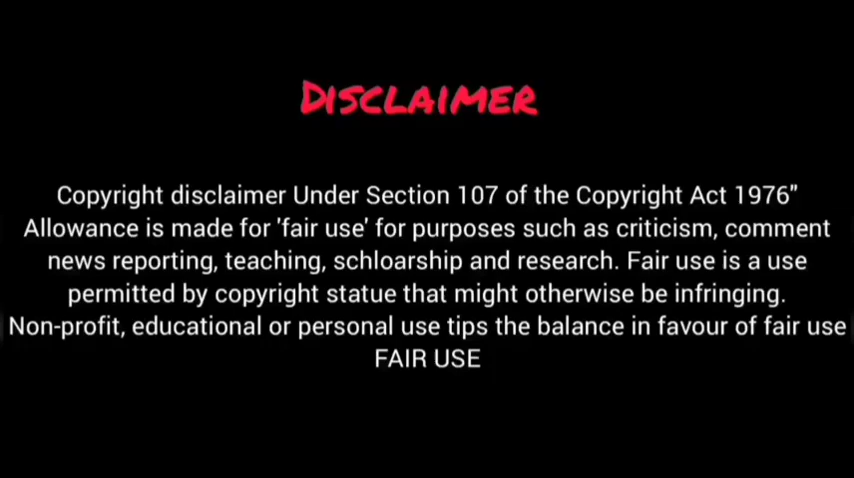 DISCLAIMER
Copyright disclaimer Under Section 107 of the Copyright Act 1976"
Allowance is made for 'fair use' for purposes such as criticism, comment
news reporting, teaching, schloarship and research. Fair use is a use
permitted by copyright statue that might otherwise be infringing.
Non-profit, educational or personal use tips the balance in favour of fair use
FAIR USE